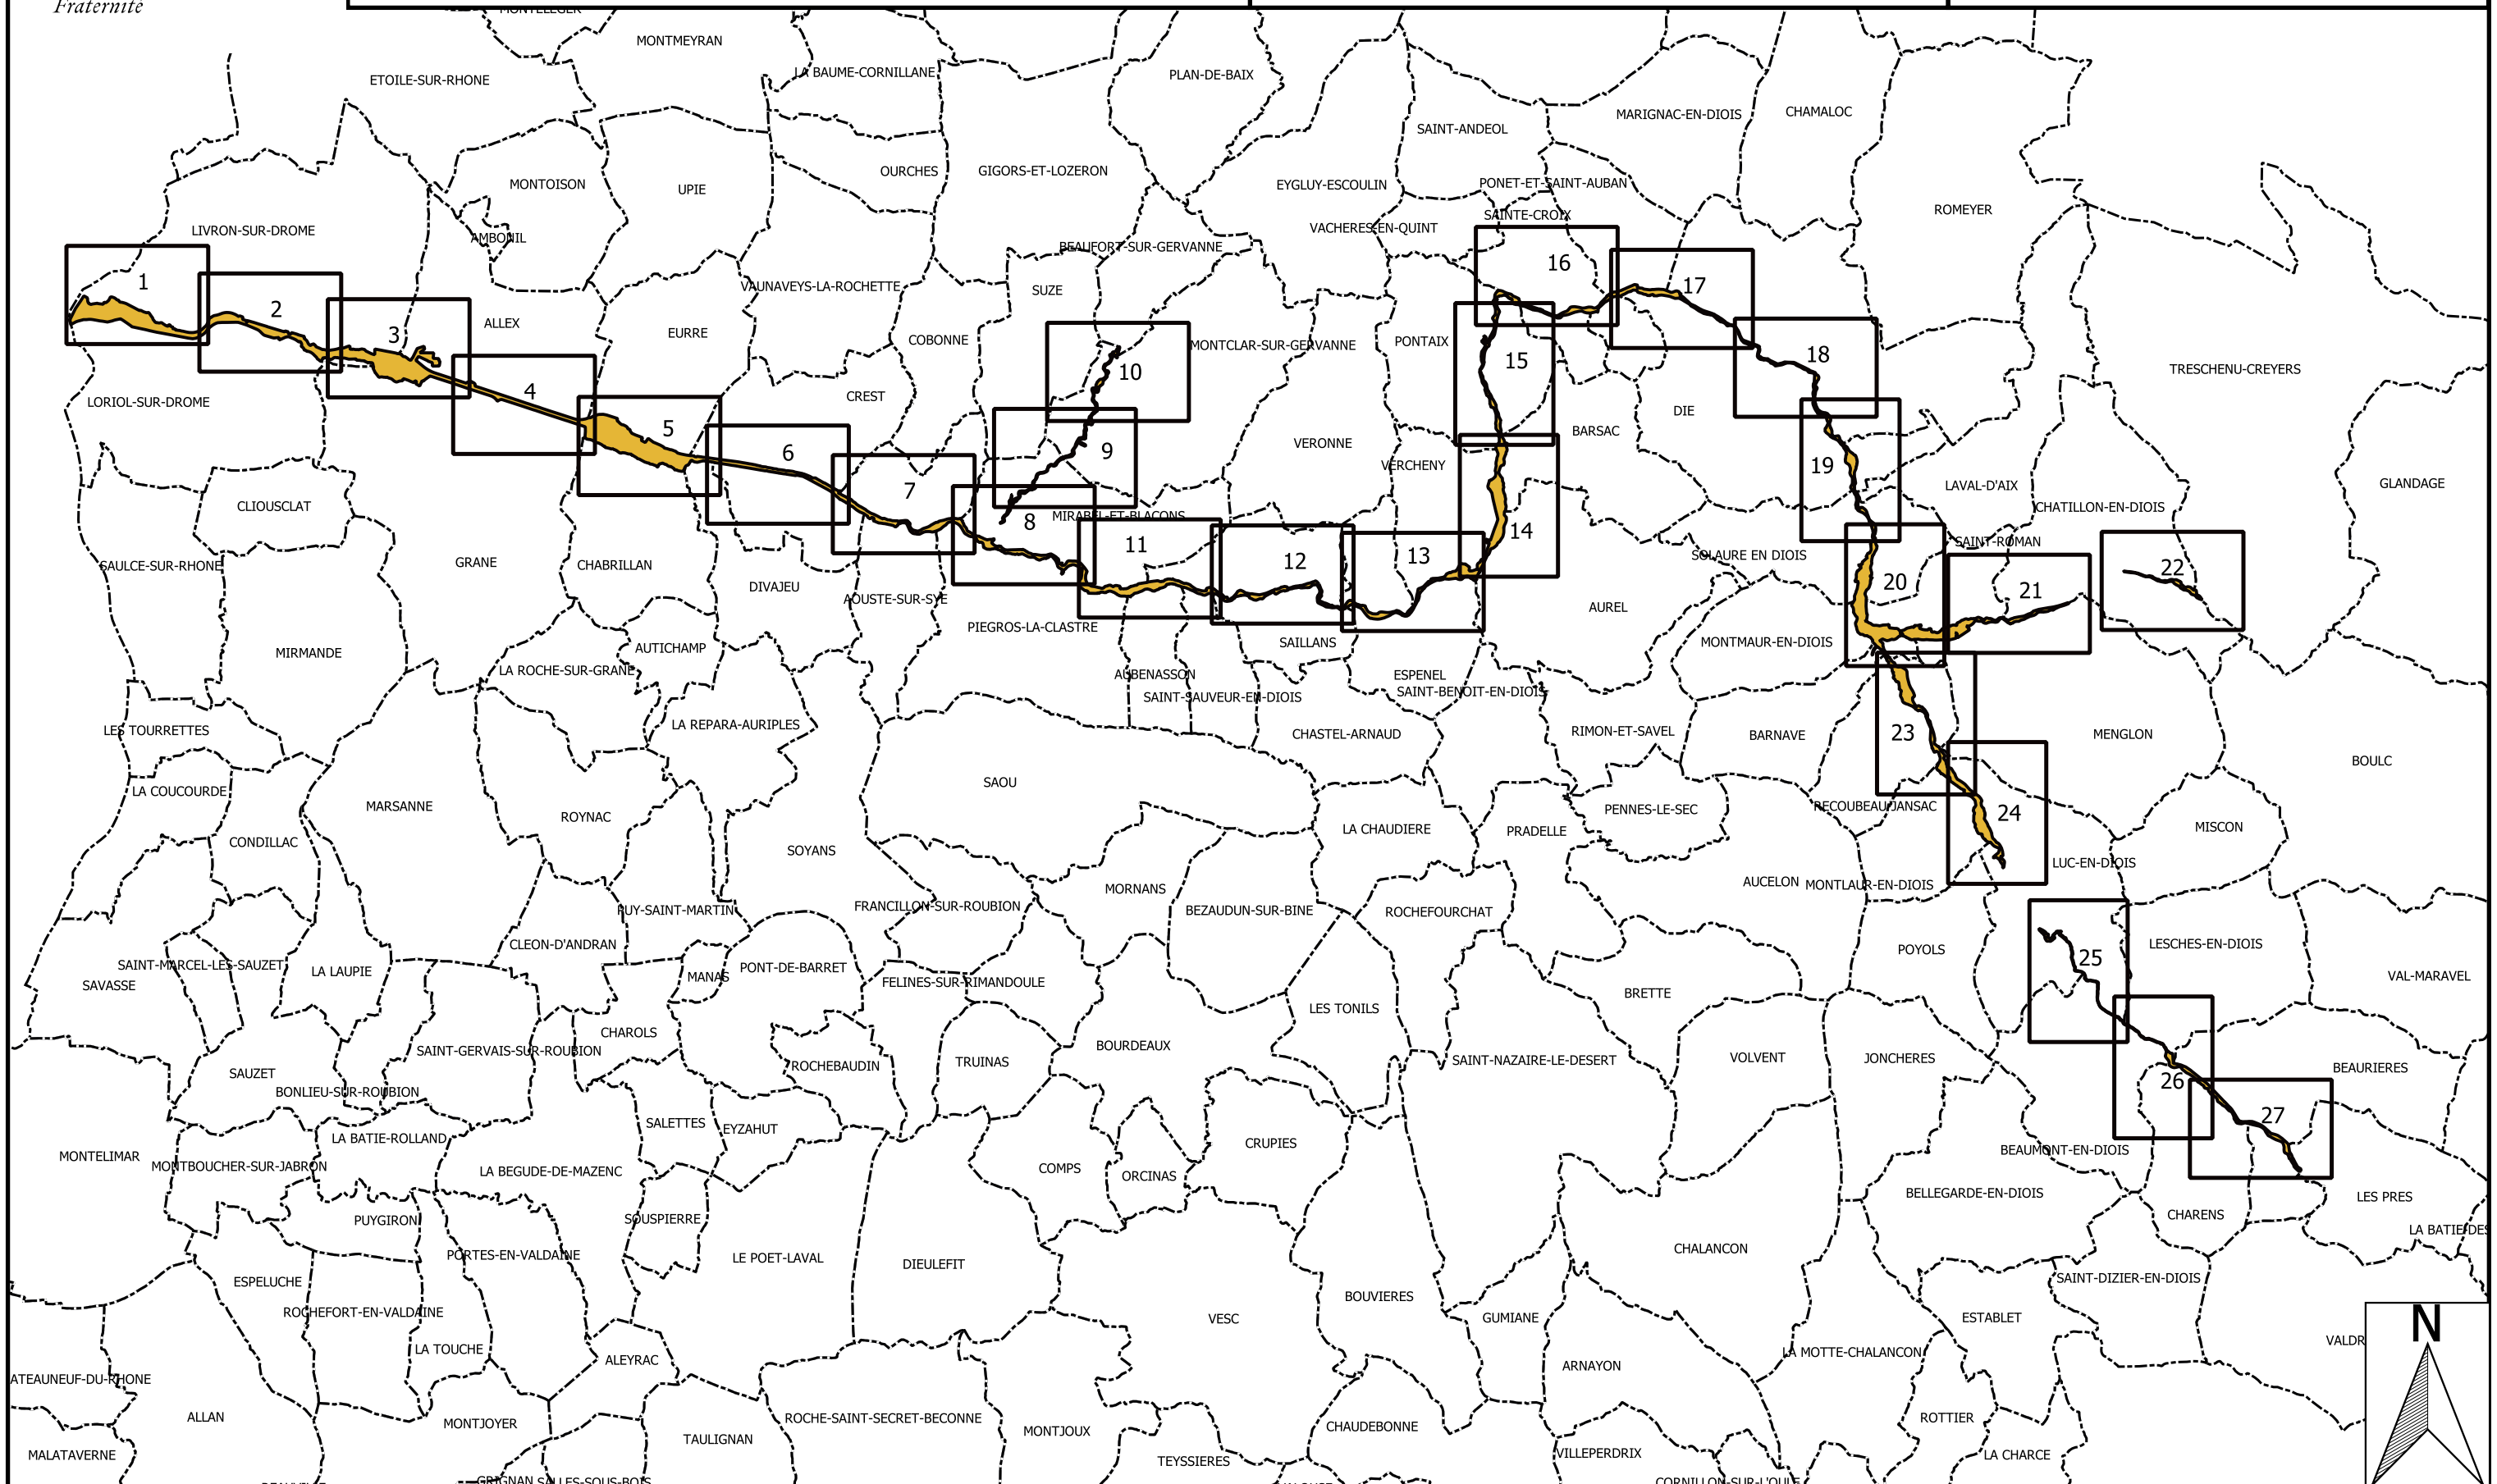 Fraternité
MONTMEYRAN
ETOILE-SUR-RHONE
LA BAUME-CORNILLANE
PLAN-DE-BAIX
MARIGNAC-EN-DIOIS
CHAMALOC
SAINT-ANDEOL
OURCHES
GIGORS-ET-LOZERON
MONTOISON
UPIE
EYGLUY-ESCOULIN
PONET-ET-SAINT-AUBAN
ROMEYER
SAINTE-CROIX
LIVRON-SUR-DROME
AMBONIL
VACHERES-EN-QUINT
BEAUFORT-SUR-GERVANNE
16
1
VAUNAVEYS-LA-ROCHETTE
SUZE
17
2
ALLEX
3
EURRE
COBONNE
MONTCLAR-SUR-GERVANNE
PONTAIX
18
15
10
TRESCHENU-CREYERS
4
CREST
LORIOL-SUR-DROME
DIE
5
BARSAC
VERONNE
6
9
VERCHENY
19
GLANDAGE
7
LAVAL-D'AIX
CLIOUSCLAT
CHATILLON-EN-DIOIS
MIRABEL-ET-BLACONS
8
14
SAINT-ROMAN
11
SOLAURE EN DIOIS
13
12
GRANE
CHABRILLAN
SAULCE-SUR-RHONE
22
20
DIVAJEU
21
AOUSTE-SUR-SYE
AUREL
PIEGROS-LA-CLASTRE
SAILLANS
MONTMAUR-EN-DIOIS
AUTICHAMP
MIRMANDE
LA ROCHE-SUR-GRANE
AUBENASSON
ESPENEL
SAINT-BENOIT-EN-DIOIS
SAINT-SAUVEUR-EN-DIOIS
LA REPARA-AURIPLES
LES TOURRETTES
RIMON-ET-SAVEL
23
CHASTEL-ARNAUD
BARNAVE
MENGLON
BOULC
SAOU
LA COUCOURDE
MARSANNE
RECOUBEAU-JANSAC
PENNES-LE-SEC
24
ROYNAC
LA CHAUDIERE
PRADELLE
MISCON
CONDILLAC
SOYANS
LUC-EN-DIOIS
AUCELON
MONTLAUR-EN-DIOIS
MORNANS
FRANCILLON-SUR-ROUBION
PUY-SAINT-MARTIN
BEZAUDUN-SUR-BINE
ROCHEFOURCHAT
CLEON-D'ANDRAN
LESCHES-EN-DIOIS
POYOLS
25
SAINT-MARCEL-LES-SAUZET
PONT-DE-BARRET
LA LAUPIE
MANAS
VAL-MARAVEL
FELINES-SUR-RIMANDOULE
SAVASSE
BRETTE
LES TONILS
CHAROLS
BOURDEAUX
SAINT-GERVAIS-SUR-ROUBION
VOLVENT
JONCHERES
SAINT-NAZAIRE-LE-DESERT
TRUINAS
ROCHEBAUDIN
BEAURIERES
SAUZET
26
BONLIEU-SUR-ROUBION
27
SALETTES
EYZAHUT
LA BATIE-ROLLAND
CRUPIES
BEAUMONT-EN-DIOIS
MONTELIMAR
MONTBOUCHER-SUR-JABRON
COMPS
LA BEGUDE-DE-MAZENC
ORCINAS
BELLEGARDE-EN-DIOIS
LES PRES
CHARENS
SOUSPIERRE
PUYGIRON
LA BATIE-DES
CHALANCON
PORTES-EN-VALDAINE
LE POET-LAVAL
DIEULEFIT
SAINT-DIZIER-EN-DIOIS
ESPELUCHE
BOUVIERES
ROCHEFORT-EN-VALDAINE
VESC
GUMIANE
ESTABLET
N
VALDR
LA TOUCHE
LA MOTTE-CHALANCON
ALEYRAC
ARNAYON
ATEAUNEUF-DU-RHONE
ALLAN
ROCHE-SAINT-SECRET-BECONNE
ROTTIER
MONTJOYER
CHAUDEBONNE
MONTJOUX
TAULIGNAN
VILLEPERDRIX
MALATAVERNE
LA CHARCE
TEYSSIERES
GRIGNAN
SALLES-SOUS-BOIS
CORNILLON-SUR-L'OULE